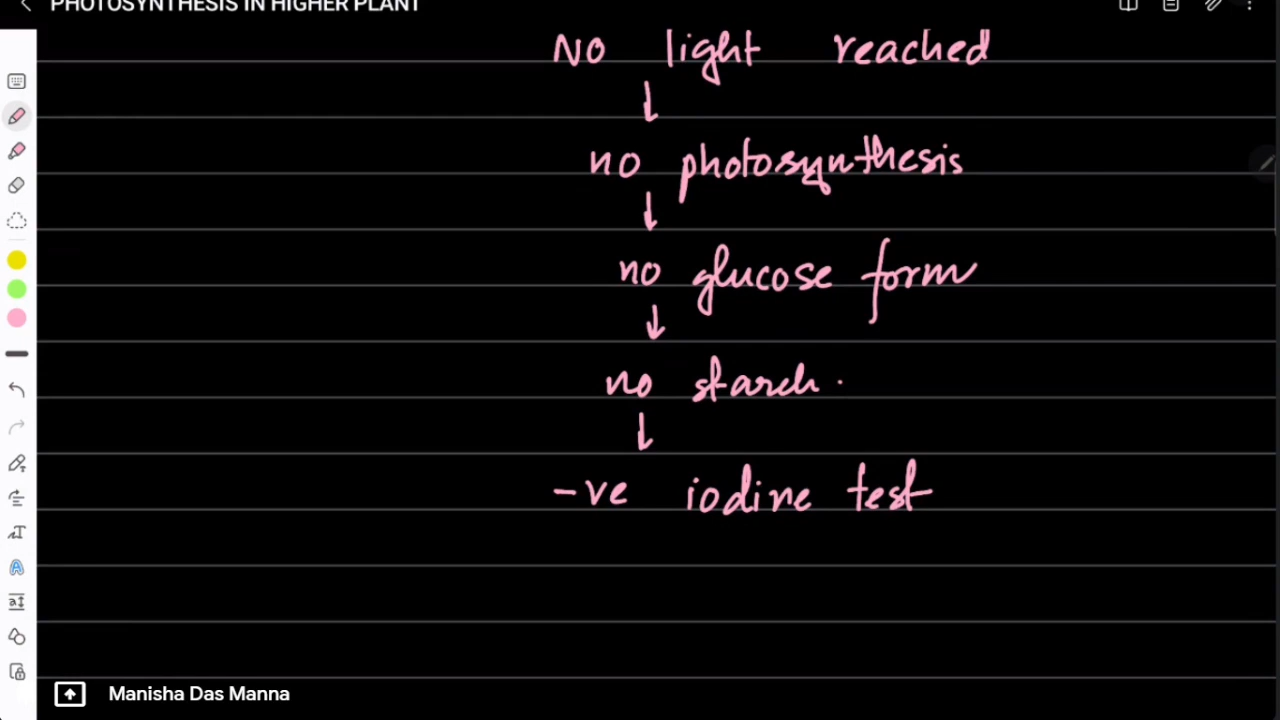 PHOTOSYNTHESIS IN HIGHER PLANT
No light reached
↓
no photosynthesis
↓
no glucose form
↓
no starch.
↓
-ve iodine test
Manisha Das Manna